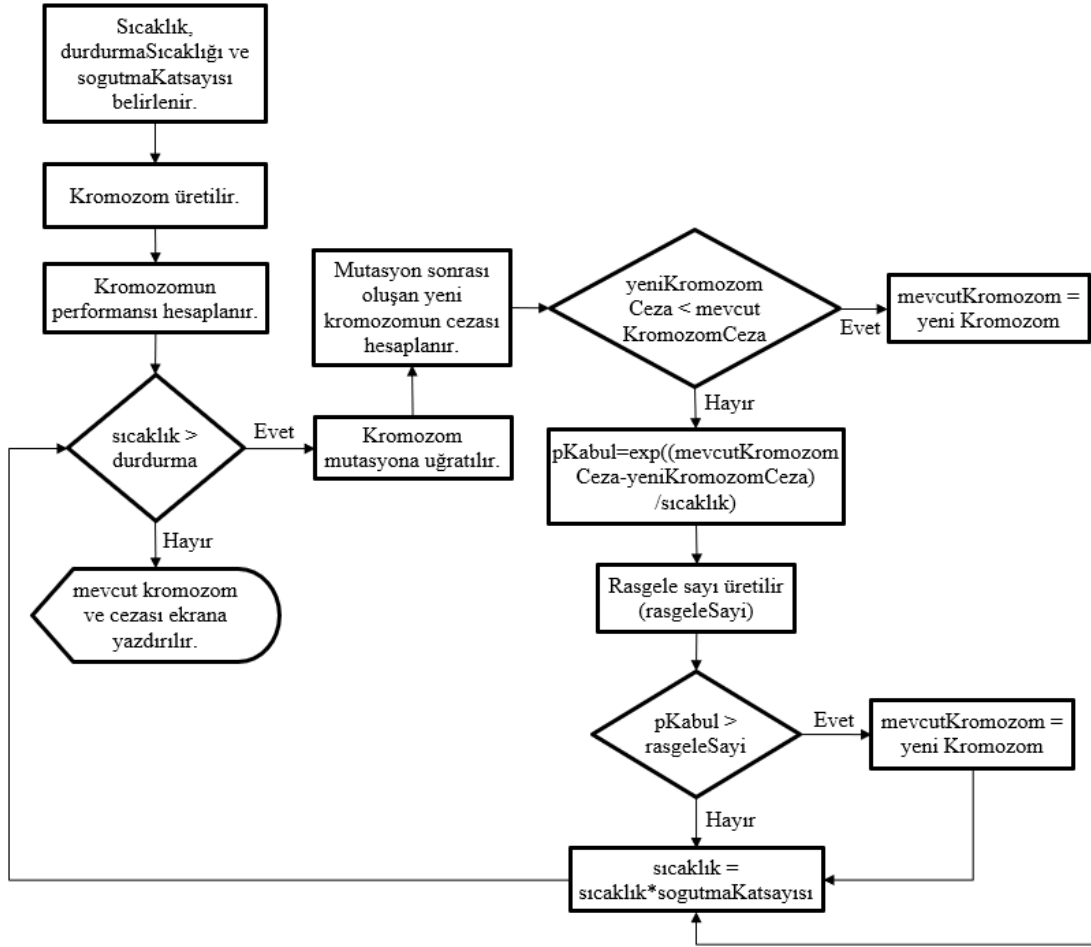 Sıcaklık,
durdurmaSıcaklığı ve
sogutmaKatsayısı
belirlenir.
Kromozom üretilir.
Kromozomun
performansı hesaplanır.
sıcaklık >
durdurma
Evet
Hayır
mevcut kromozom
ve cezası ekrana
yazdırılır.
Kromozom
mutasyona uğratılır.
Mutasyon sonrası
oluşan yeni
kromozomun cezası
hesaplanır.
yeniKromozom
Ceza < mevcut
KromozomCeza
Evet
mevcutKromozom =
yeni Kromozom
Hayır
pKabul=exp((mevcutKromozom
Ceza-yeniKromozomCeza)
/sıcaklık)
Rasgele sayı üretilir
(rasgeleSayi)
pKabul >
rasgeleSayi
Evet
mevcutKromozom =
yeni Kromozom
Hayır
sıcaklık =
sıcaklık*sogutmaKatsayısı